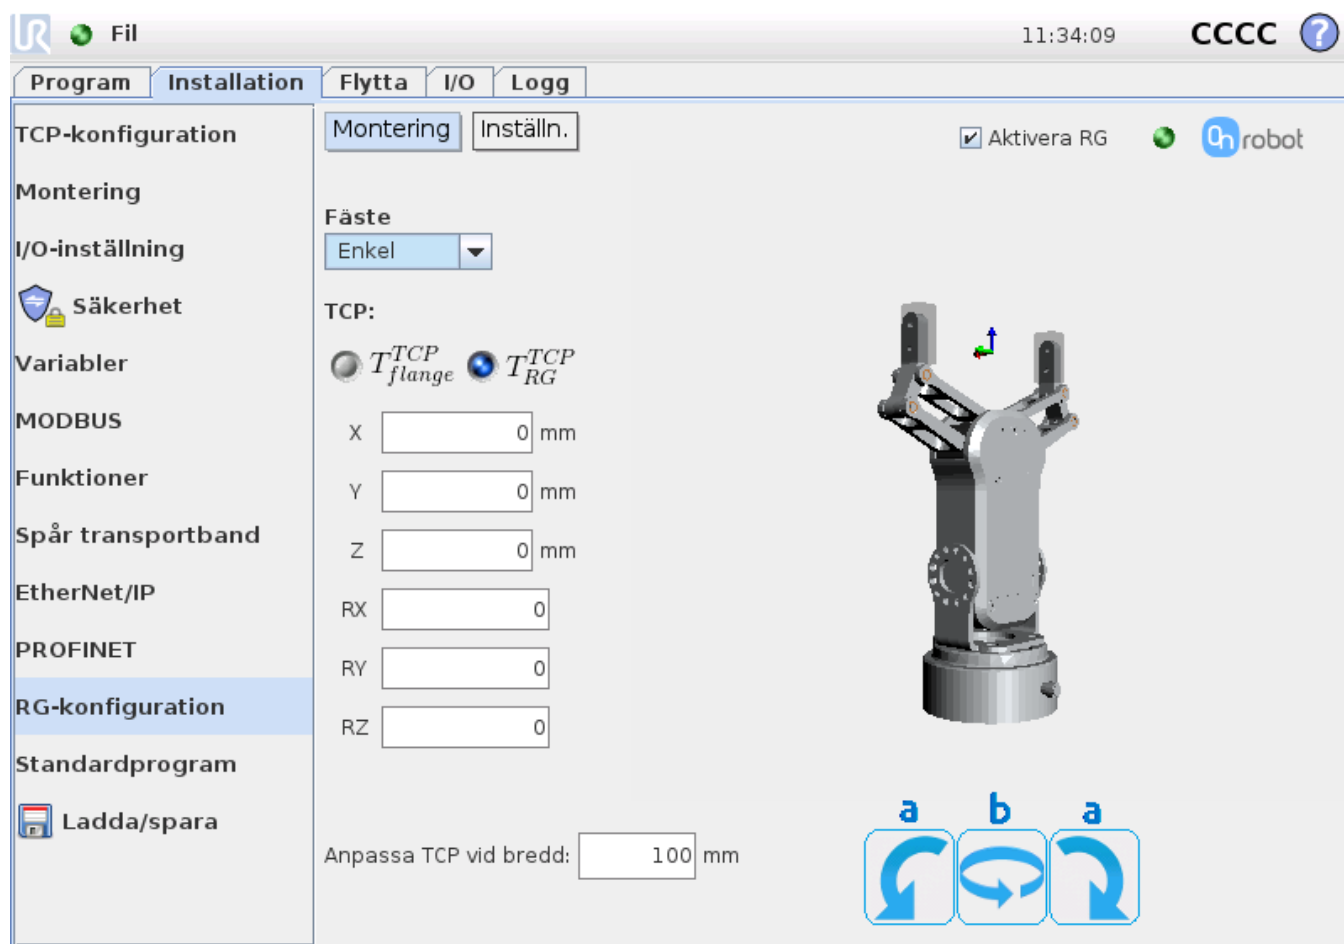 Fil 11:34:09 CCCC ?
Program Installation Flytta I/O Logg
TCP-konfiguration
Montering
I/O-inställning
Säkerhet
Variabler
MODBUS
Funktioner
Spår transportband
EtherNet/IP
PROFINET
RG-konfiguration
Standardprogram
Ladda/spara
Montering Inställn.
Aktivera RG
On robot
Fäste
Enkel
TCP:
T TCP flange T TCP RG
X 0 mm
Y 0 mm
Z 0 mm
RX 0
RY 0
RZ 0
Anpassa TCP vid bredd: 100 mm
a b a